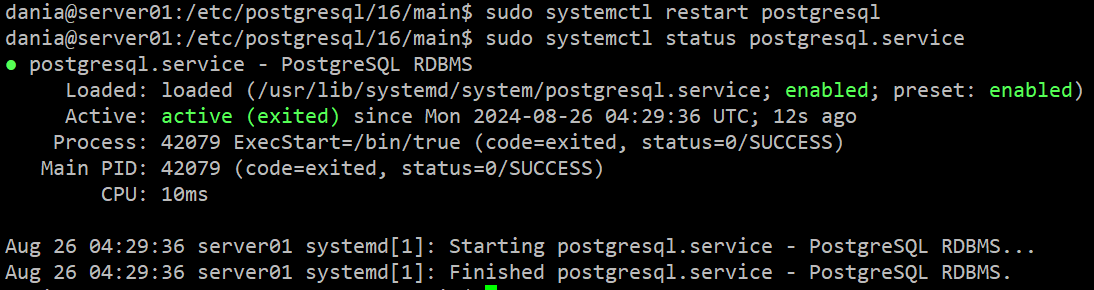 dania@server01:/etc/postgresql/16/main$ sudo systemctl restart postgresql
dania@server01:/etc/postgresql/16/main$ sudo systemctl status postgresql.service
● postgresql.service - PostgreSQL RDBMS
     Loaded: loaded (/usr/lib/systemd/system/postgresql.service; enabled; preset: enabled)
     Active: active (exited) since Mon 2024-08-26 04:29:36 UTC; 12s ago
    Process: 42079 ExecStart=/bin/true (code=exited, status=0/SUCCESS)
   Main PID: 42079 (code=exited, status=0/SUCCESS)
        CPU: 10ms

Aug 26 04:29:36 server01 systemd[1]: Starting postgresql.service - PostgreSQL RDBMS...
Aug 26 04:29:36 server01 systemd[1]: Finished postgresql.service - PostgreSQL RDBMS.